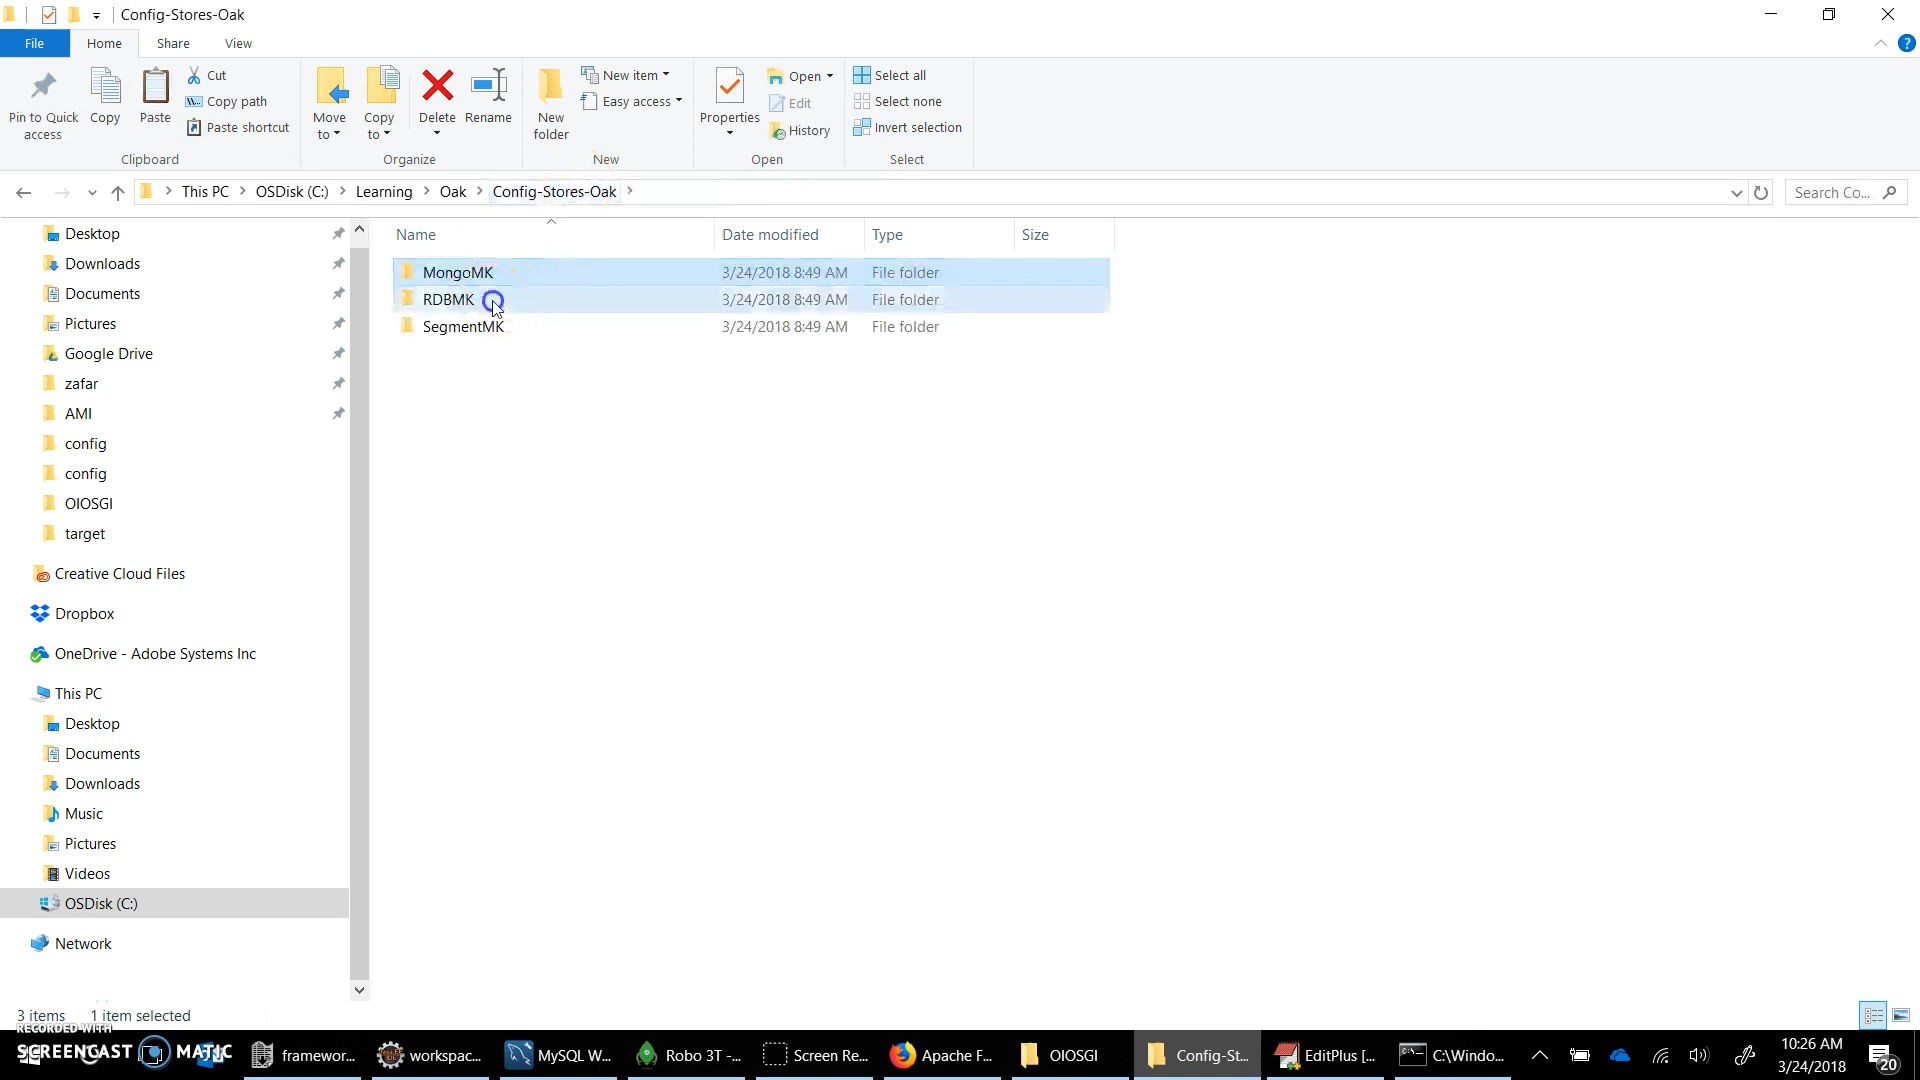 Config-Stores-Oak
File Home Share View
Pin to Quick access
Copy
Paste
Cut
Copy path
Paste shortcut
Clipboard
Move to
Copy to
Delete
Rename
Organize
New folder
New item
Easy access
New
Properties
Open
Edit
History
Open
Select all
Select none
Invert selection
Select
This PC > OSDisk (C:) > Learning > Oak > Config-Stores-Oak >
Search Co...
Name Date modified Type Size
MongoMK 3/24/2018 8:49 AM File folder
RDBMK 3/24/2018 8:49 AM File folder
SegmentMK 3/24/2018 8:49 AM File folder
Desktop
Downloads
Documents
Pictures
Google Drive
zafar
AMI
config
config
OIOSGI
target
Creative Cloud Files
Dropbox
OneDrive - Adobe Systems Inc
This PC
Desktop
Documents
Downloads
Music
Pictures
Videos
OSDisk (C:)
Network
3 items 1 item selected
RECORDED WITH
SCREENCAST MATIC
framewor...
workspac...
MySQL W...
Robo 3T -...
Screen Re...
Apache F...
OIOSGI
Config-St...
EditPlus [...
C:\Windo...
10:26 AM
3/24/2018
20